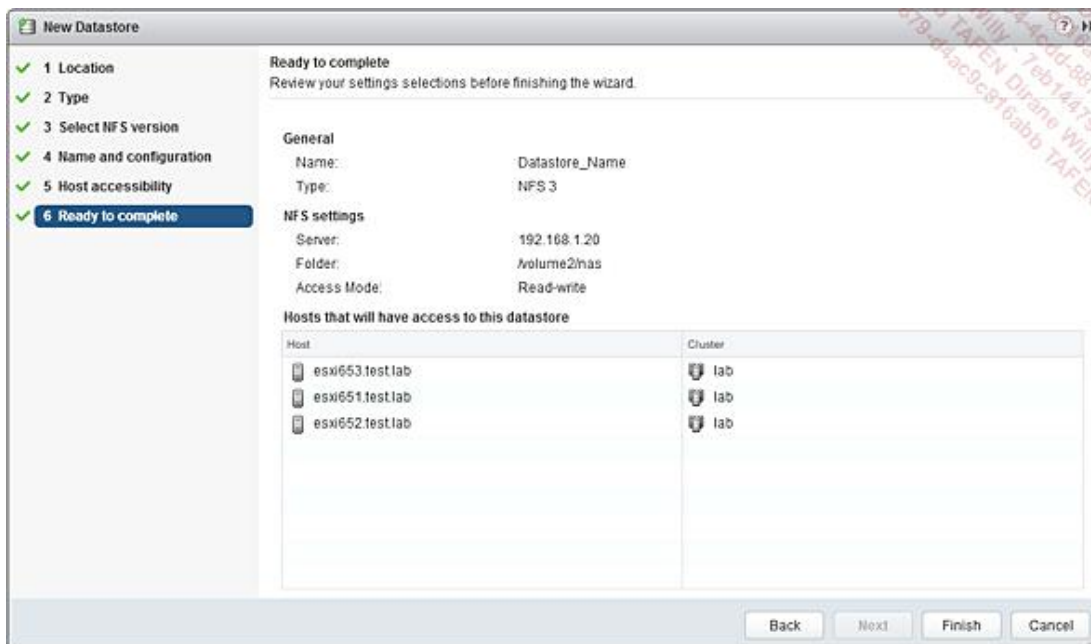 New Datastore
1 Location
2 Type
3 Select NFS version
4 Name and configuration
5 Host accessibility
6 Ready to complete
Ready to complete
Review your settings selections before finishing the wizard.
General
Name: Datastore_Name
Type: NFS 3
NFS settings
Server: 192.168.1.20
Folder: /volume2/nas
Access Mode: Read-write
Hosts that will have access to this datastore
Host Cluster
esxi653.test.lab lab
esxi651.test.lab lab
esxi652.test.lab lab
Back Next Finish Cancel